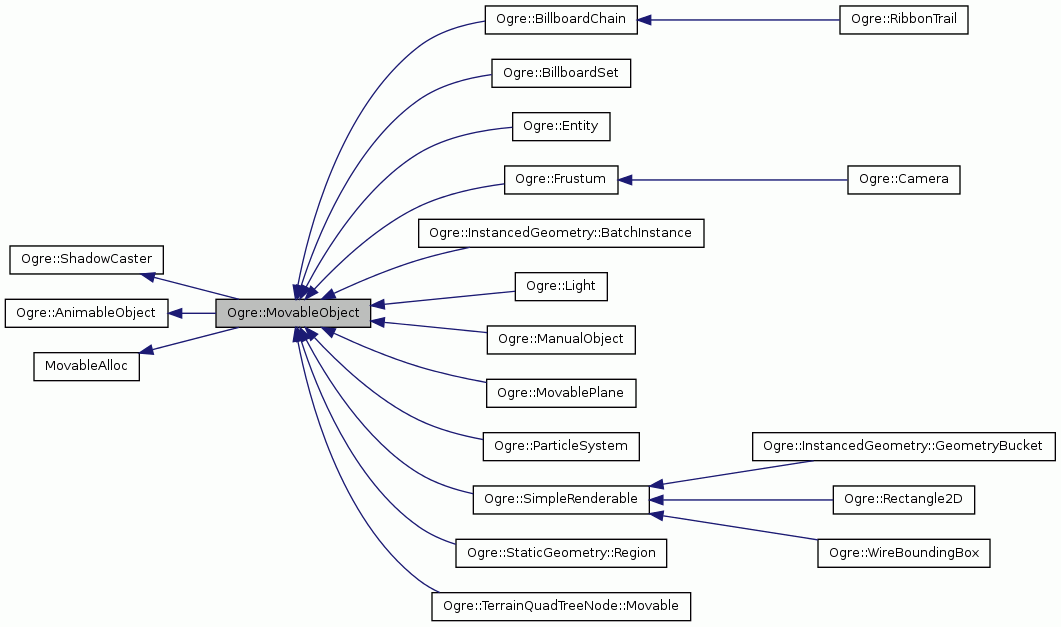 Ogre::BillboardChain
Ogre::RibbonTrail
Ogre::BillboardSet
Ogre::Entity
Ogre::Frustum
Ogre::Camera
Ogre::InstancedGeometry::BatchInstance
Ogre::ShadowCaster
Ogre::Light
Ogre::AnimableObject
Ogre::MovableObject
Ogre::ManualObject
MovableAlloc
Ogre::MovablePlane
Ogre::ParticleSystem
Ogre::InstancedGeometry::GeometryBucket
Ogre::SimpleRenderable
Ogre::Rectangle2D
Ogre::StaticGeometry::Region
Ogre::WireBoundingBox
Ogre::TerrainQuadTreeNode::Movable